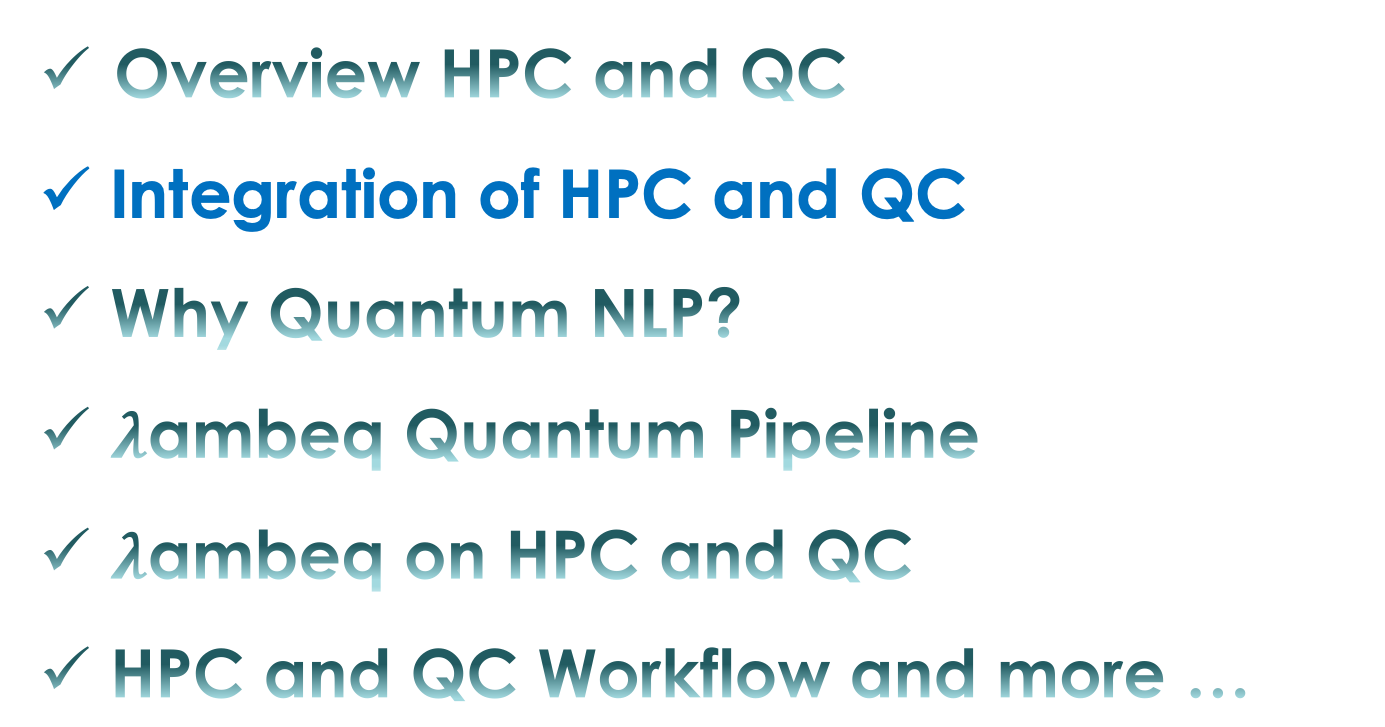 ✓ Overview HPC and QC
✓ Integration of HPC and QC
✓ Why Quantum NLP?
✓ λambeq Quantum Pipeline
✓ λambeq on HPC and QC
✓ HPC and QC Workflow and more …